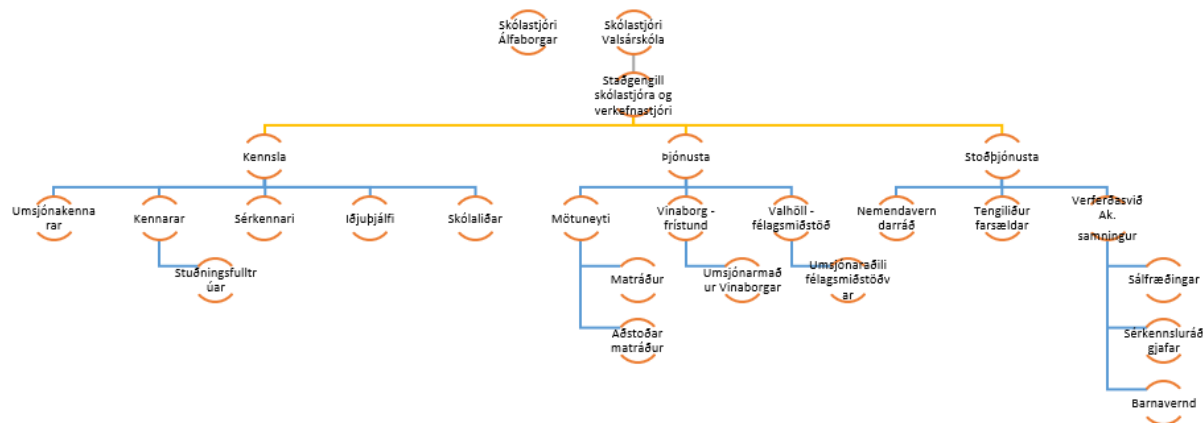 Skólastjóri
Álfaborgar
Skólastjóri
Valsárskóla
Staðgengill
skólastjóra og
verkefnastjóri
Kennsla
Þjónusta
Stoðþjónusta
Umsjónakenna
rar
Kennarar
Sérkennari
Iðjuþjálfi
Skólaliðar
Mötuneyti
Vinaborg -
frístund
Valhöll -
félagsmiðstöð
Nemendavern
darráð
Tengiliður
farsældar
Verferðasvið
Ak.
samningur
Stuðningsfulltr
úar
Matráður
Aðstoðar
matráður
Umsjónarmað
ur Vinaborgar
Umsjónaraðili
félagsmiðstöðv
ar
Sálfræðingar
Sérkennsluráð
gjafar
Barnavernd